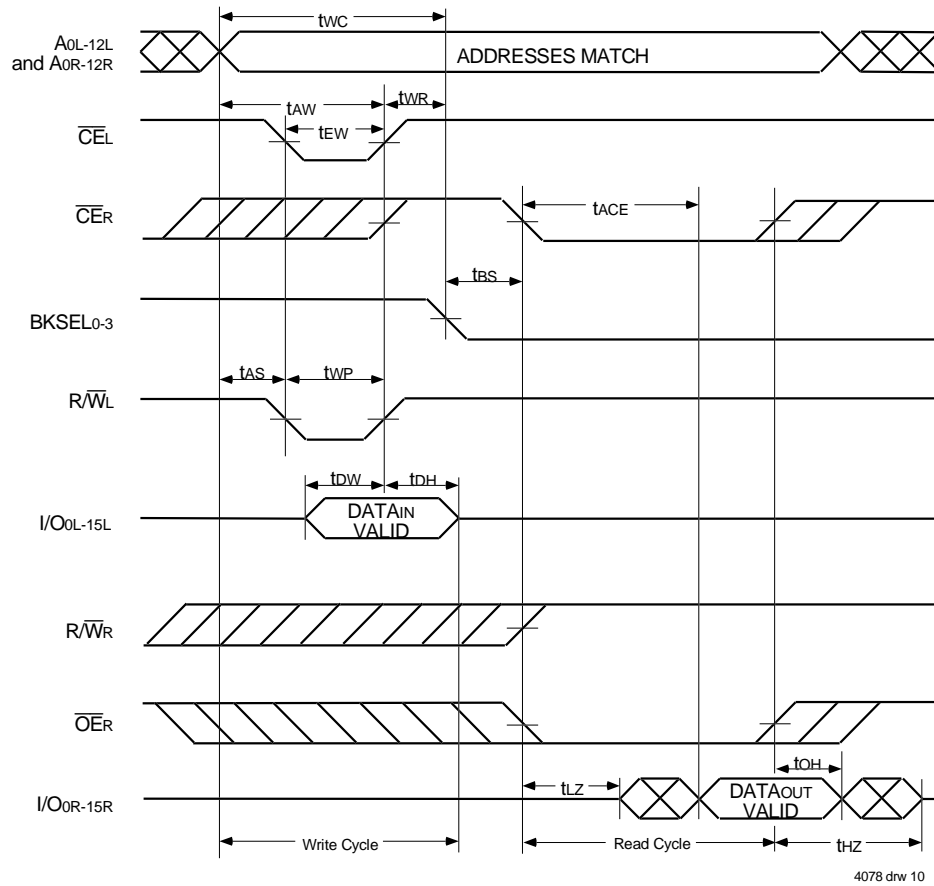 tWC
A0L-12L
and A0R-12R
ADDRESSES MATCH
tAW
tWR
CEL
tEW
CER
tACE
tBS
BKSEL0-3
tAS
tWP
R/WL
tDW
tDH
I/O0L-15L
DATAIN
VALID
R/WR
OER
tOH
I/O0R-15R
tLZ
DATAOUT
VALID
Write Cycle
Read Cycle
tHZ
4078 drw 10